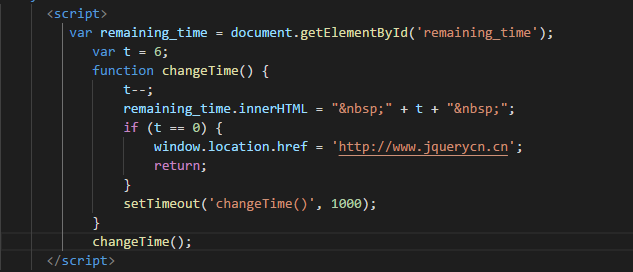 <script>
var remaining_time = document.getElementById('remaining_time');
var t = 6;
function changeTime() {
t--;
remaining_time.innerHTML = "&nbsp;" + t + "&nbsp;";
if (t == 0) {
window.location.href = 'http://www.jquerycn.cn';
return;
}
setTimeout('changeTime()', 1000);
}
changeTime();
</script>